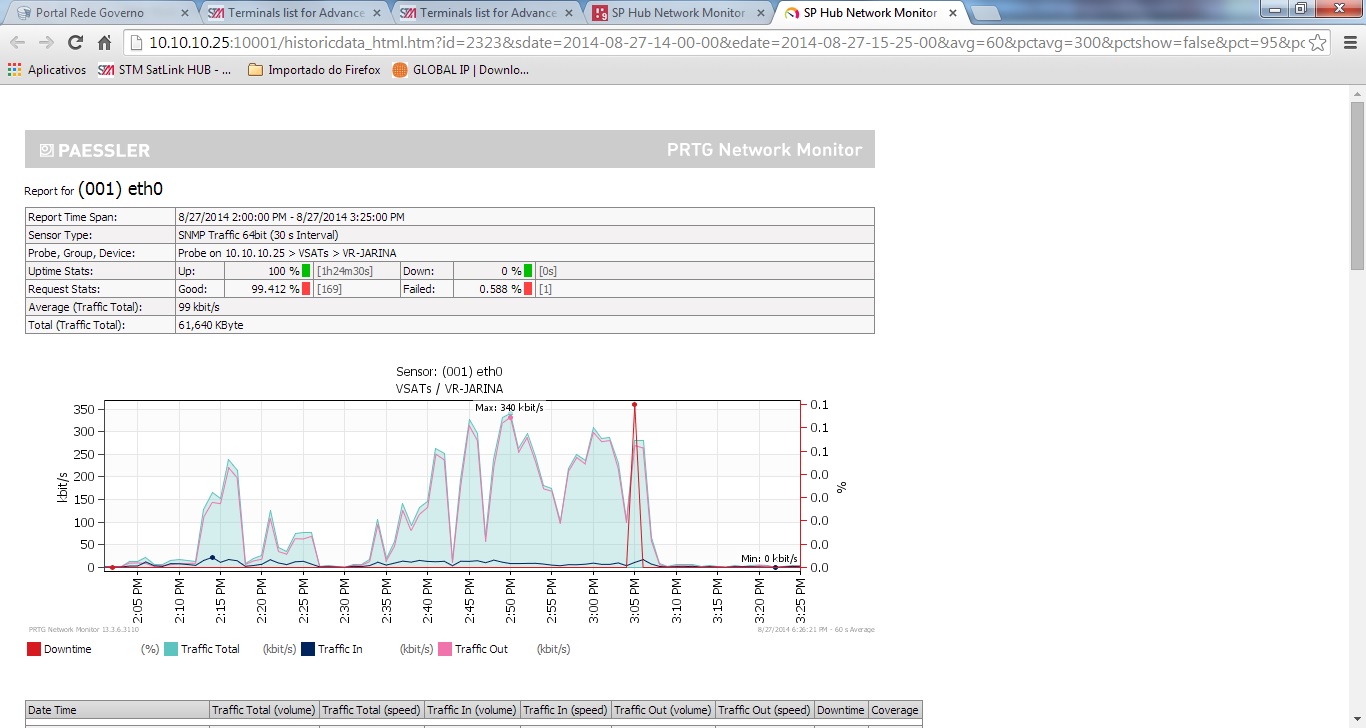 Portal Rede Governo
Terminals list for Advance
Terminals list for Advance
SP Hub Network Monitor
SP Hub Network Monitor
10.10.10.25:10001/historicdata_html.htm?id=2323&sdate=2014-08-27-14-00-00&edate=2014-08-27-15-25-00&avg=60&pctavg=300&pctshow=false&pct=95&pc
Aplicativos STM SatLink HUB - ... Importado do Firefox GLOBAL IP | Downlo...
PAESSLER PRTG Network Monitor
Report for (001) eth0
Report Time Span: 8/27/2014 2:00:00 PM - 8/27/2014 3:25:00 PM
Sensor Type: SNMP Traffic 64bit (30 s Interval)
Probe, Group, Device: Probe on 10.10.10.25 > VSATs > VR-JARINA
Uptime Stats: Up: 100 % [1h24m30s] Down: 0 % [0s]
Request Stats: Good: 99.412 % [169] Failed: 0.588 % [1]
Average (Traffic Total): 99 kbit/s
Total (Traffic Total): 61,640 KByte
Sensor: (001) eth0
VSATs / VR-JARINA
Max: 340 kbit/s
350 0.1
300 0.1
250 0.1
200 0.0
150 0.0
100 0.0
50 0.0
0 0.0
kbit/s
%
Min: 0 kbit/s
2:05 PM 2:10 PM 2:15 PM 2:20 PM 2:25 PM 2:30 PM 2:35 PM 2:40 PM 2:45 PM 2:50 PM 2:55 PM 3:00 PM 3:05 PM 3:10 PM 3:15 PM 3:20 PM 3:25 PM
PRTG Network Monitor 13.3.6.3110 8/27/2014 6:26:21 PM - 60 s Average
Downtime (%) Traffic Total (kbit/s) Traffic In (kbit/s) Traffic Out (kbit/s)
Date Time Traffic Total (volume) Traffic Total (speed) Traffic In (volume) Traffic In (speed) Traffic Out (volume) Traffic Out (speed) Downtime Coverage